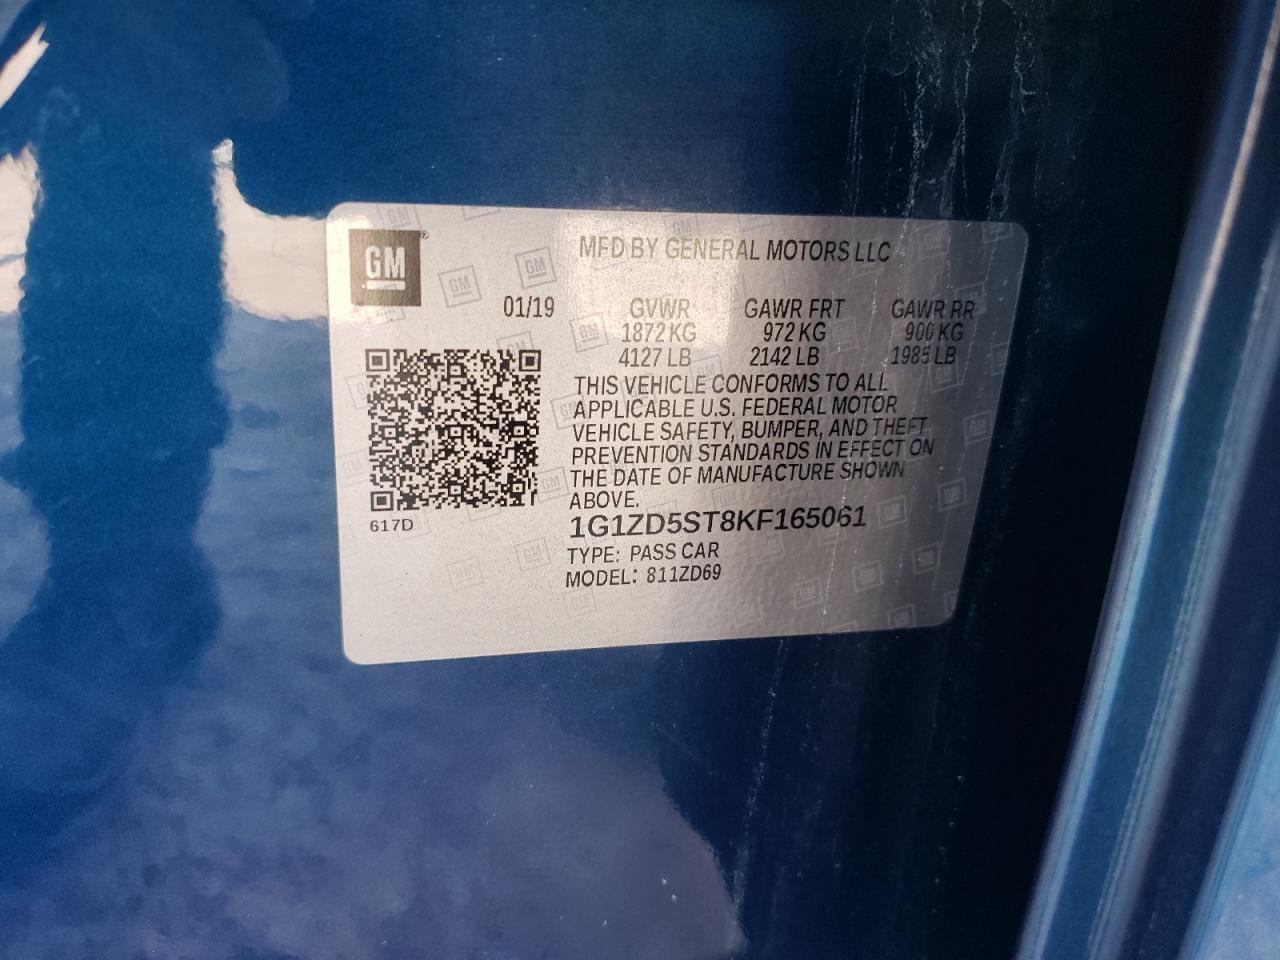 GM®
MFD BY GENERAL MOTORS LLC
01/19 GVWR GAWR FRT GAWR RR
1872 KG 972 KG 900 KG
4127 LB 2142 LB 1985 LB
THIS VEHICLE CONFORMS TO ALL
APPLICABLE U.S. FEDERAL MOTOR
VEHICLE SAFETY, BUMPER, AND THEFT
PREVENTION STANDARDS IN EFFECT ON
THE DATE OF MANUFACTURE SHOWN
ABOVE.
617D
1G1ZD5ST8KF165061
TYPE: PASS CAR
MODEL: 811ZD69